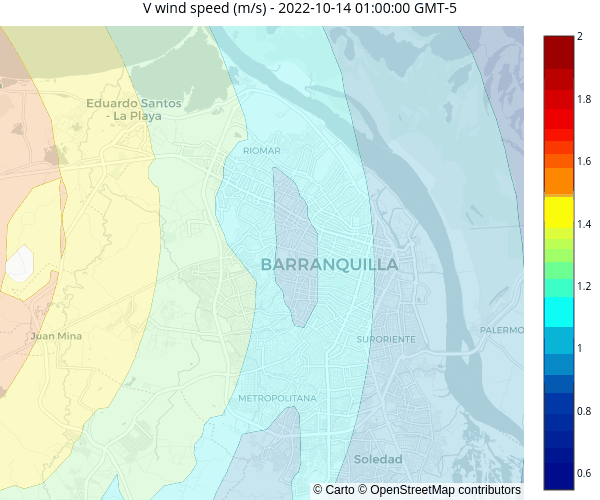 V wind speed (m/s) - 2022-10-14 01:00:00 GMT-5
2
Eduardo Santos
- La Playa
1.8
RIOMAR
1.6
1.4
BARRANQUILLA
1.2
Juan Mina
SURORIENTE
PALERMO
1
METROPOLITANA
0.8
Soledad
0.6
© Carto © OpenStreetMap contributors